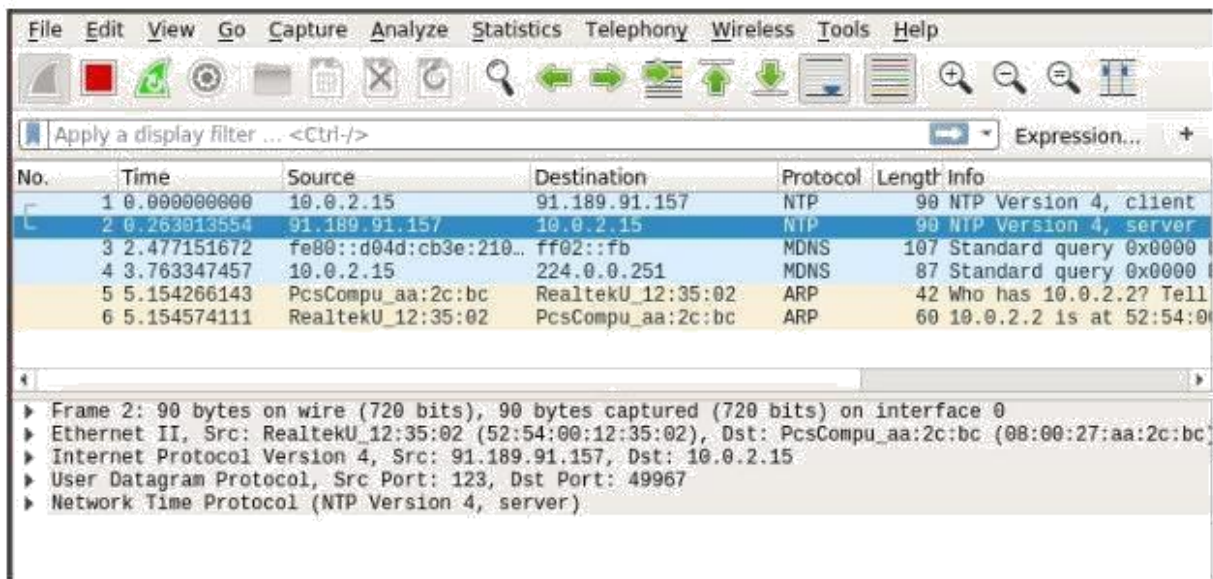 File Edit View Go Capture Analyze Statistics Telephony Wireless Tools Help
Apply a display filter ... <Ctrl-/> Expression... +
No. Time Source Destination Protocol Length Info
1 0.000000000 10.0.2.15 91.189.91.157 NTP 90 NTP Version 4, client
2 0.263013554 91.189.91.157 10.0.2.15 NTP 90 NTP Version 4, server
3 2.477151672 fe80::d04d:cb3e:210… ff02::fb MDNS 107 Standard query 0x0000
4 3.763347457 10.0.2.15 224.0.0.251 MDNS 87 Standard query 0x0000
5 5.154266143 PcsCompu_aa:2c:bc RealtekU_12:35:02 ARP 42 Who has 10.0.2.2? Tell
6 5.154574111 RealtekU_12:35:02 PcsCompu_aa:2c:bc ARP 60 10.0.2.2 is at 52:54:0
Frame 2: 90 bytes on wire (720 bits), 90 bytes captured (720 bits) on interface 0
Ethernet II, Src: RealtekU_12:35:02 (52:54:00:12:35:02), Dst: PcsCompu_aa:2c:bc (08:00:27:aa:2c:bc)
Internet Protocol Version 4, Src: 91.189.91.157, Dst: 10.0.2.15
User Datagram Protocol, Src Port: 123, Dst Port: 49967
Network Time Protocol (NTP Version 4, server)